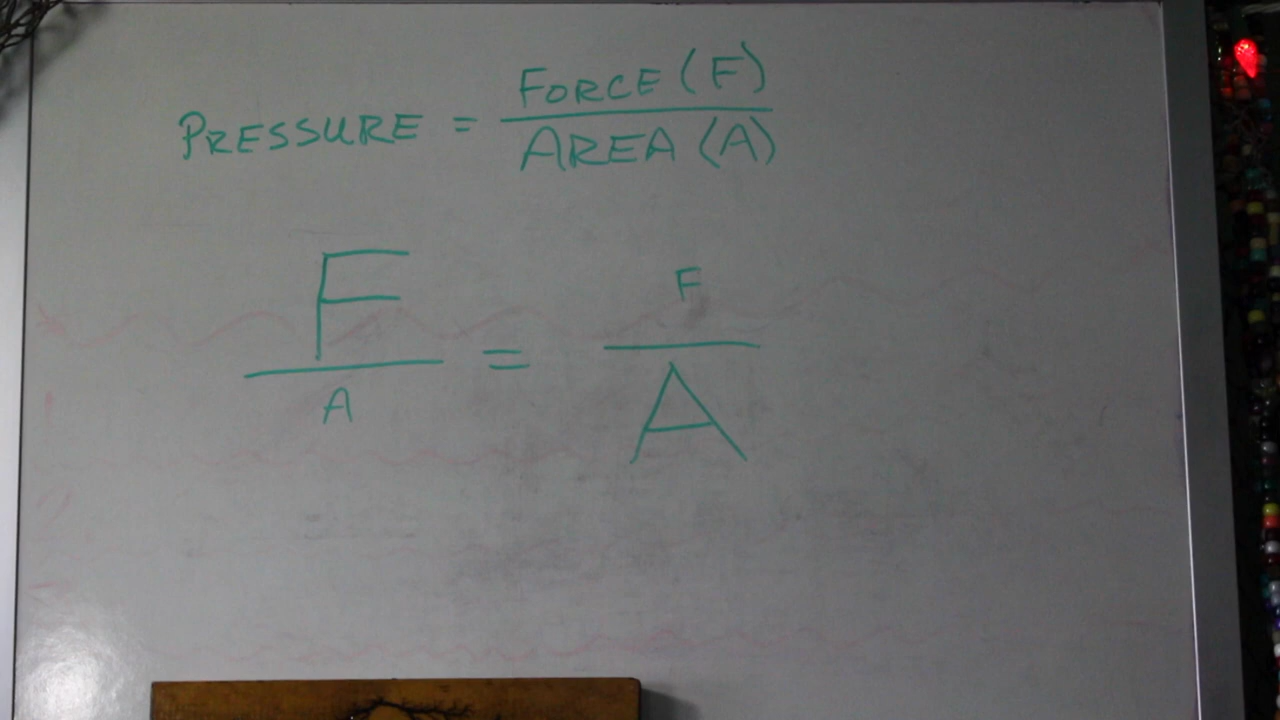 PRESSURE = FORCE (F)
AREA (A)
F = F
A A